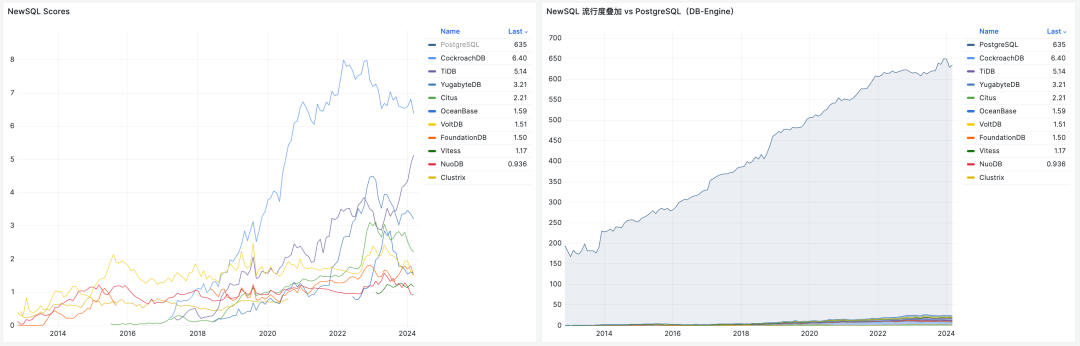 NewSQL Scores
Name Last
PostgreSQL 635
CockroachDB 6.40
TiDB 5.14
YugabyteDB 3.21
Citus 2.21
OceanBase 1.59
VoltDB 1.51
FoundationDB 1.50
Vitess 1.17
NuoDB 0.936
Clustrix
8
7
6
5
4
3
2
1
0
2014 2016 2018 2020 2022 2024
NewSQL 流行度叠加 vs PostgreSQL（DB-Engine）
Name Last
PostgreSQL 635
CockroachDB 6.40
TiDB 5.14
YugabyteDB 3.21
Citus 2.21
OceanBase 1.59
VoltDB 1.51
FoundationDB 1.50
Vitess 1.17
NuoDB 0.936
Clustrix
700
650
600
550
500
450
400
350
300
250
200
150
100
50
0
2014 2016 2018 2020 2022 2024